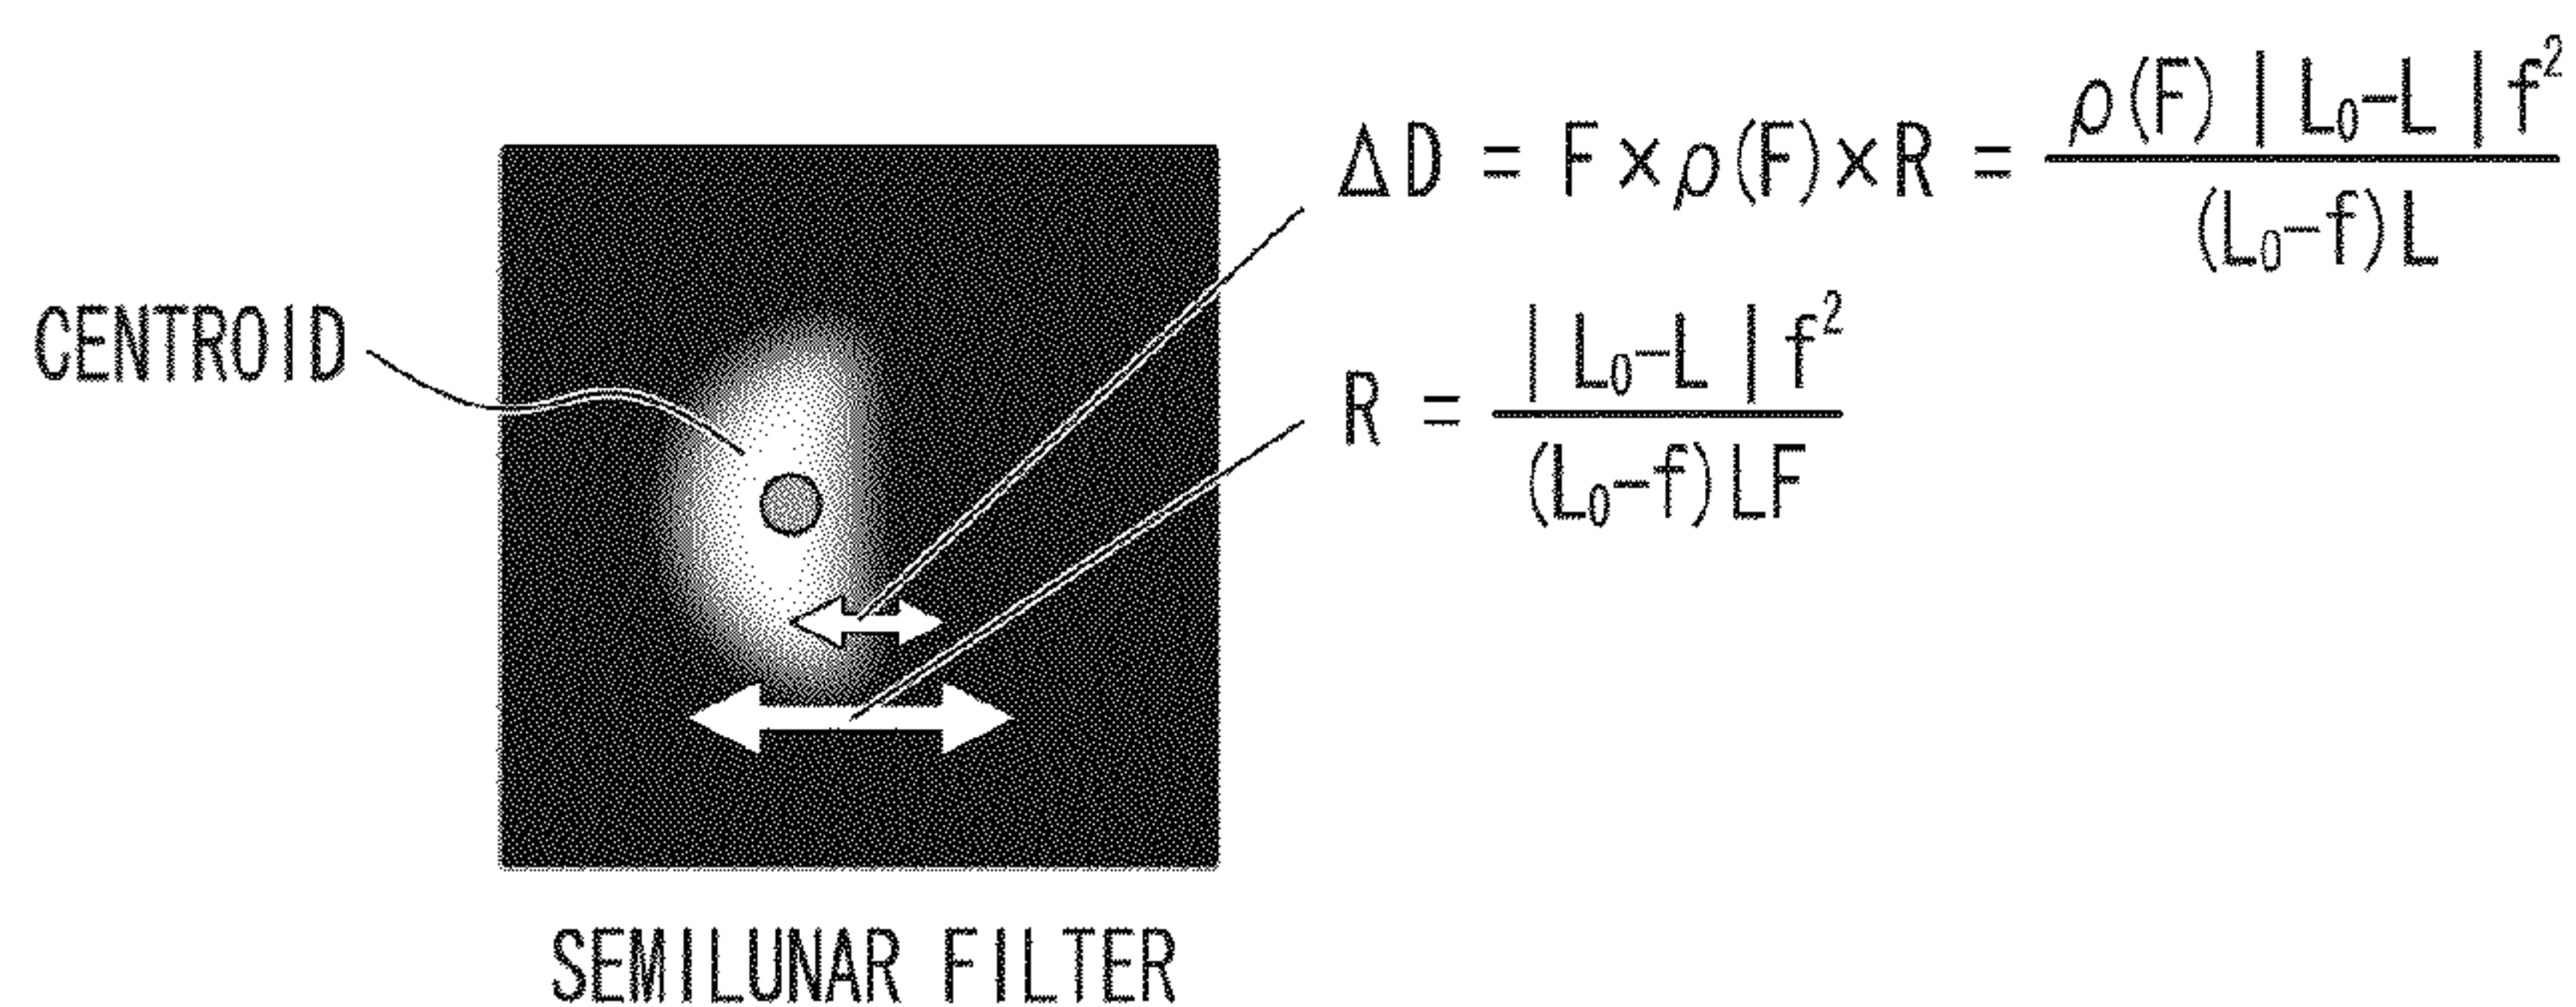 ΔD = F×ρ(F)×R = ρ(F)|L₀-L|f² / (L₀-f)L
CENTROID
R = |L₀-L|f² / (L₀-f)LF
SEMILUNAR FILTER